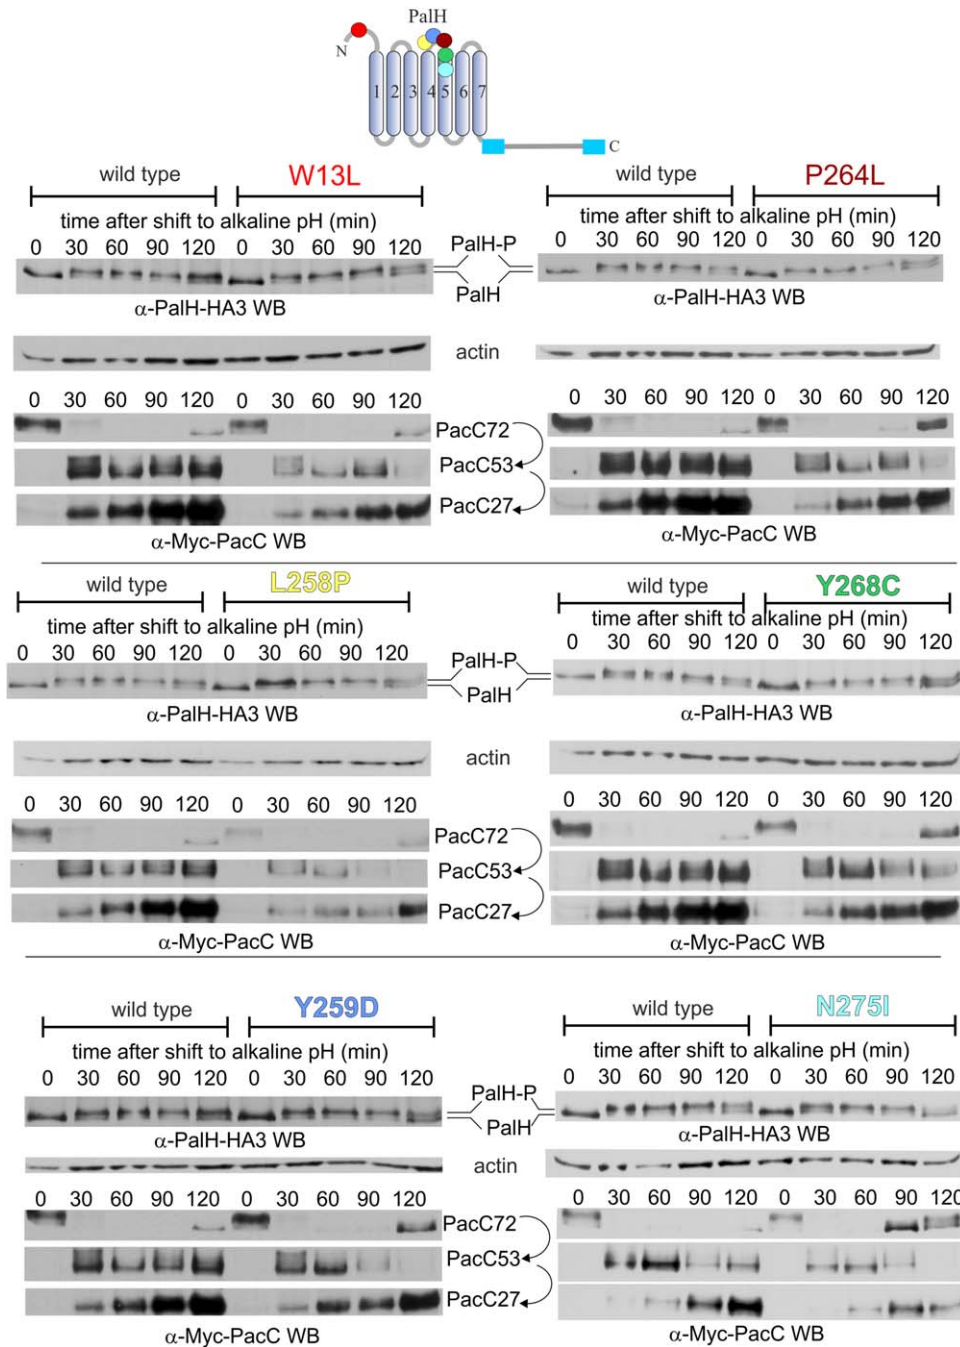 PalH
N
1 2 3 4 5 6 7
C
wild type W13L
time after shift to alkaline pH (min)
0 30 60 90 120 0 30 60 90 120
α-PalH-HA3 WB
wild type P264L
time after shift to alkaline pH (min)
0 30 60 90 120 0 30 60 90 120
α-PalH-HA3 WB
PalH-P
PalH
actin
0 30 60 90 120 0 30 60 90 120
α-Myc-PacC WB
0 30 60 90 120 0 30 60 90 120
α-Myc-PacC WB
PacC72
PacC53
PacC27
wild type L258P
time after shift to alkaline pH (min)
0 30 60 90 120 0 30 60 90 120
α-PalH-HA3 WB
wild type Y268C
time after shift to alkaline pH (min)
0 30 60 90 120 0 30 60 90 120
α-PalH-HA3 WB
PalH-P
PalH
actin
0 30 60 90 120 0 30 60 90 120
α-Myc-PacC WB
0 30 60 90 120 0 30 60 90 120
α-Myc-PacC WB
PacC72
PacC53
PacC27
wild type Y259D
time after shift to alkaline pH (min)
0 30 60 90 120 0 30 60 90 120
α-PalH-HA3 WB
wild type N275I
time after shift to alkaline pH (min)
0 30 60 90 120 0 30 60 90 120
α-PalH-HA3 WB
PalH-P
PalH
actin
0 30 60 90 120 0 30 60 90 120
α-Myc-PacC WB
0 30 60 90 120 0 30 60 90 120
α-Myc-PacC WB
PacC72
PacC53
PacC27